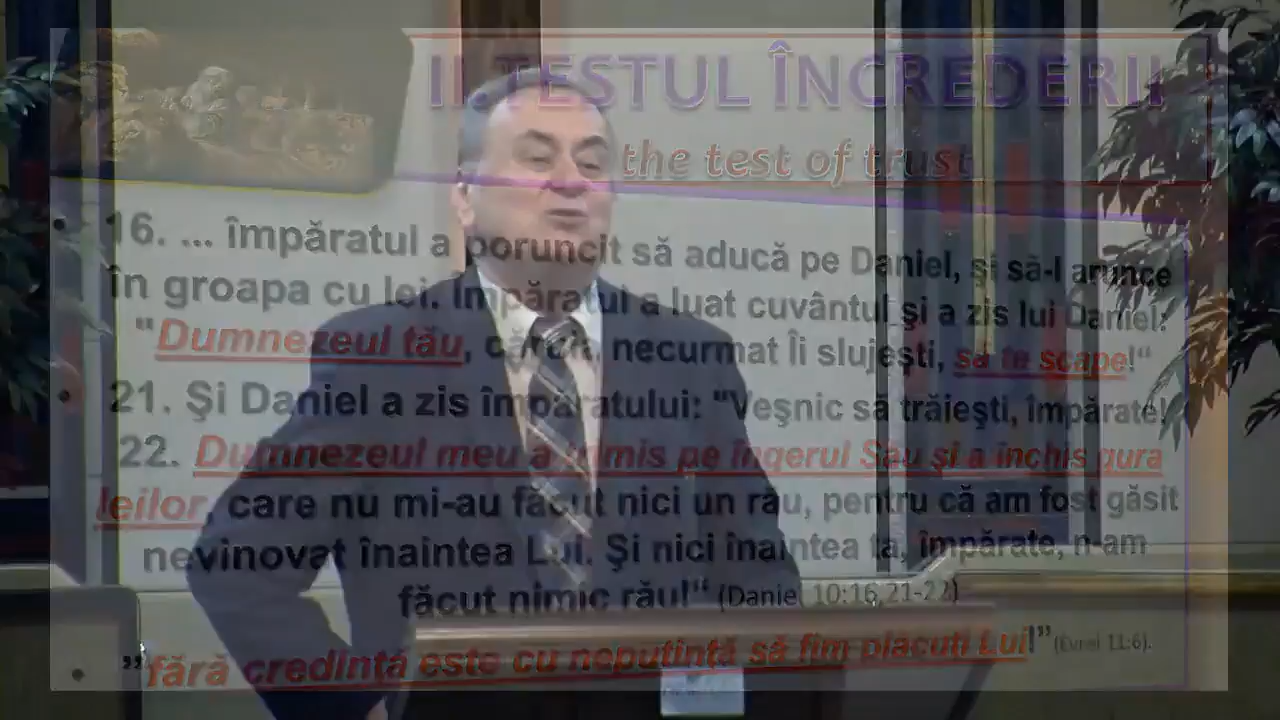 II.TESTUL ÎNCREDERII
the test of trust
• 16. ... împăratul a poruncit să aducă pe Daniel, şi să-l arunce
în groapa cu lei. Împăratul a luat cuvântul şi a zis lui Daniel:
"Dumnezeul tău, căruia, necurmat Îi slujeşti, să te scape!“
• 21. Şi Daniel a zis împăratului: "Veşnic să trăieşti, împărate!
22. Dumnezeul meu a trimis pe îngerul Său şi a închis gura
leilor, care nu mi-au făcut nici un rău, pentru că am fost găsit
nevinovat înaintea Lui. Şi nici înaintea ta, împărate, n-am
făcut nimic rău!“ (Daniel 10:16,21-22)
• ”fără credinţă este cu neputinţă să fim placuti Lui!” (Evrei 11:6).